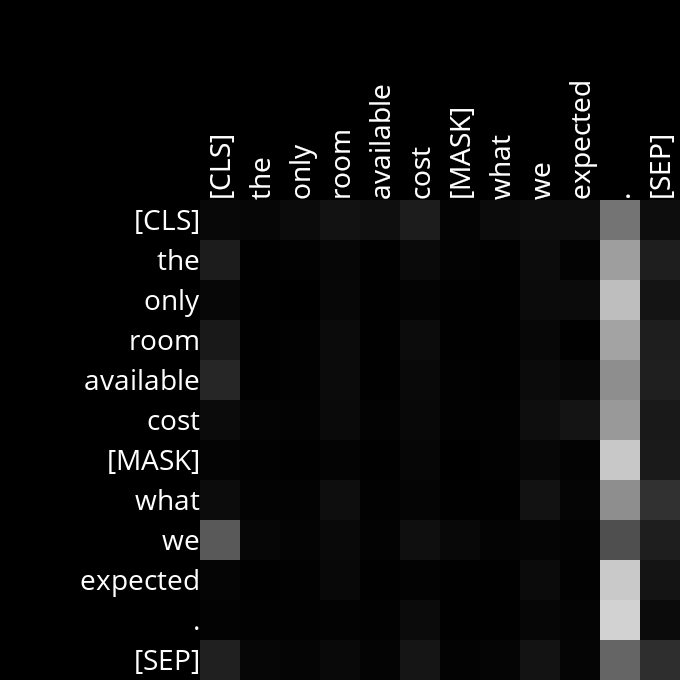 [CLS] the only room available cost [MASK] what we expected . [SEP]
[CLS]
the
only
room
available
cost
[MASK]
what
we
expected
.
[SEP]